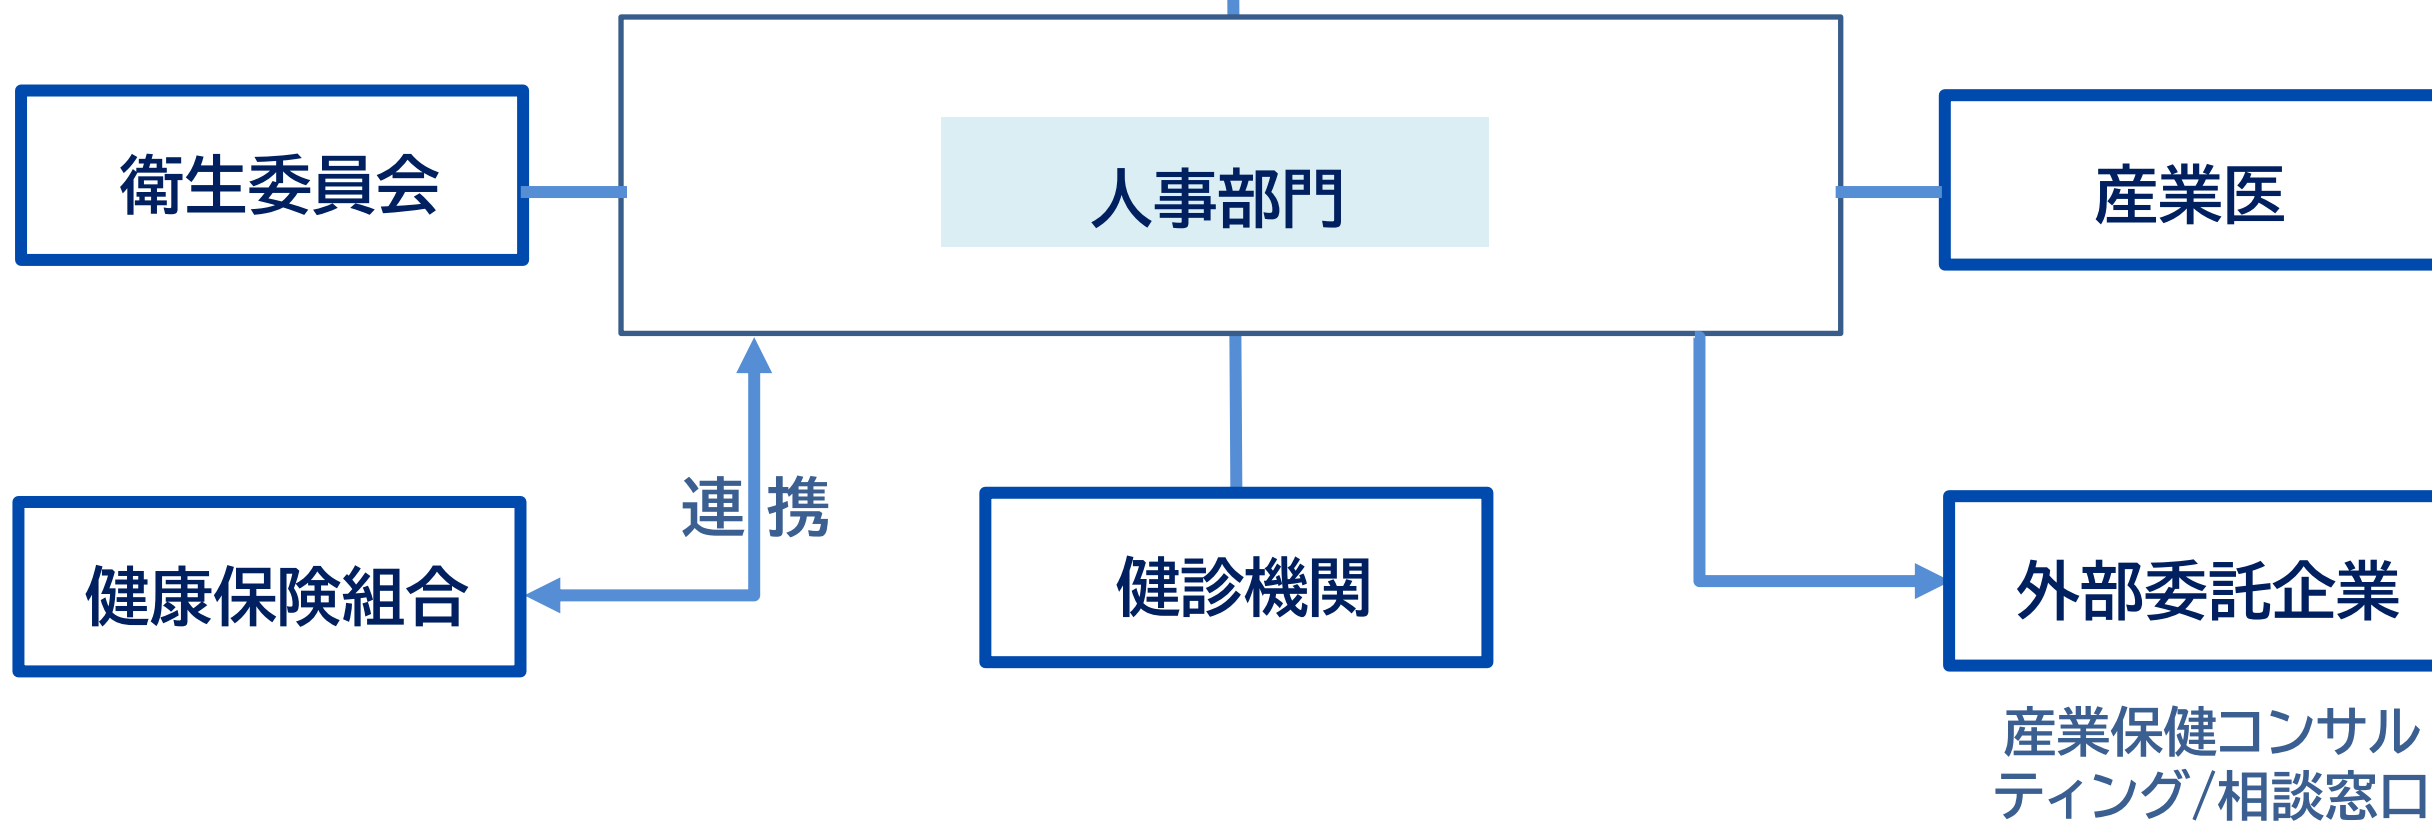 衛生委員会
人事部門
産業医
連携
健康保険組合
健診機関
外部委託企業
産業保健コンサル
ティング/相談窓口